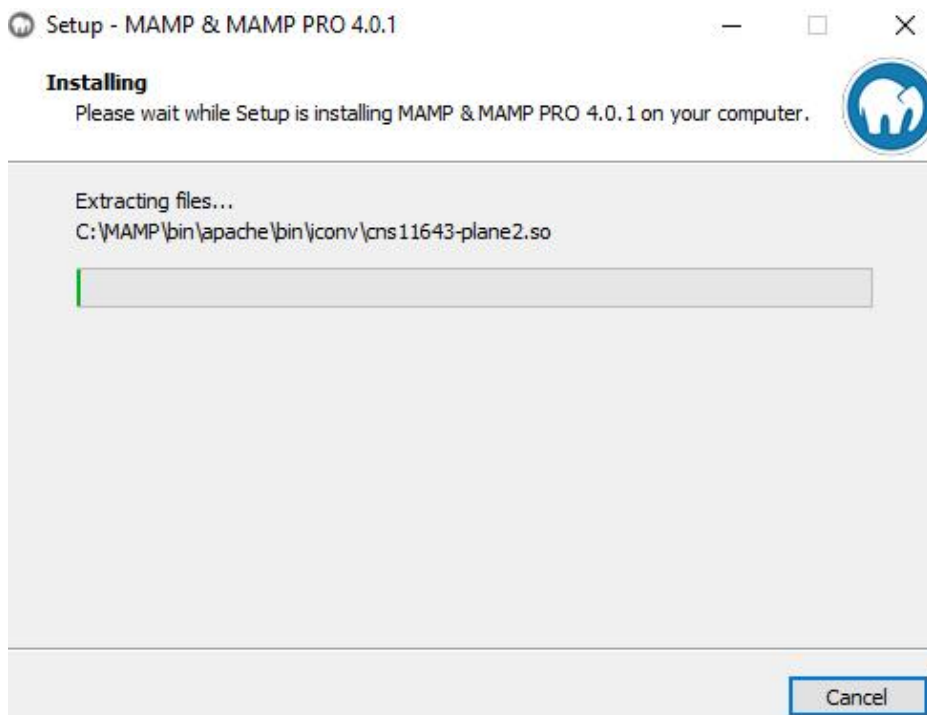 Setup - MAMP & MAMP PRO 4.0.1
Installing
Please wait while Setup is installing MAMP & MAMP PRO 4.0.1 on your computer.
Extracting files...
C:\MAMP\bin\apache\bin\iconv\cns11643-plane2.so
Cancel